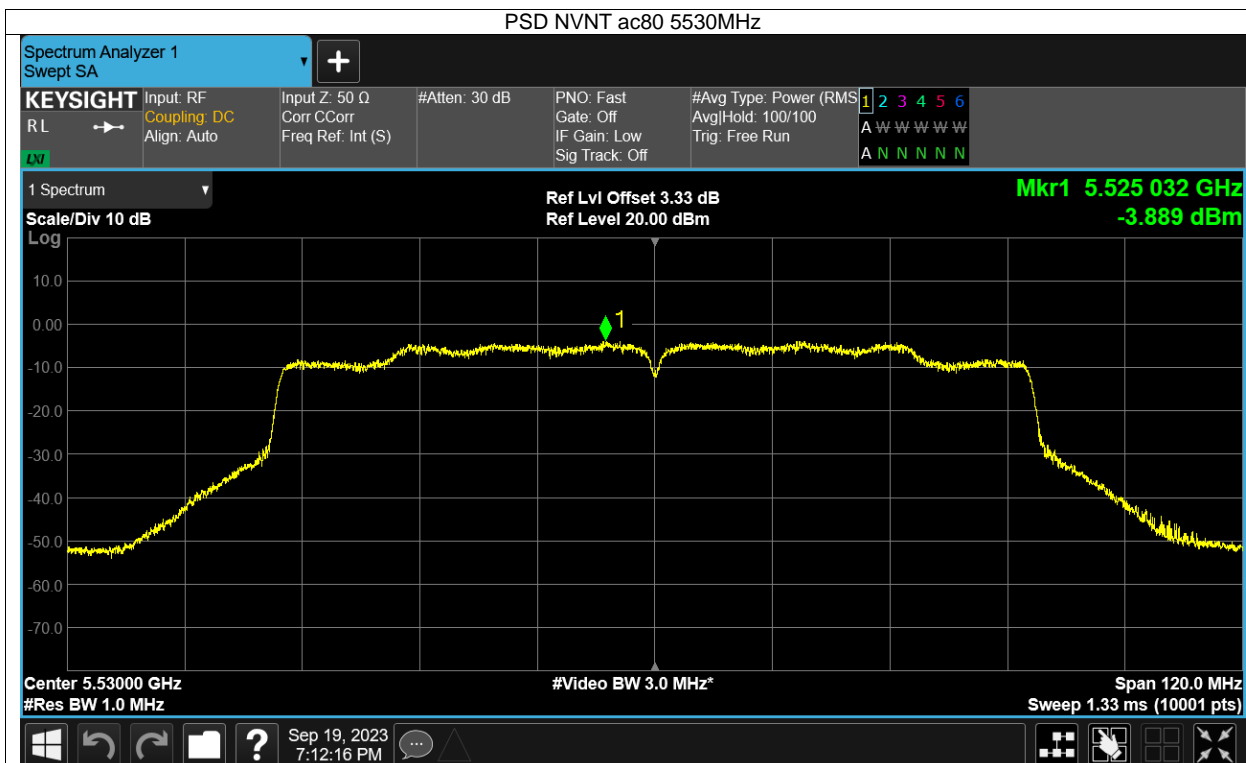 PSD NVNT ac80 5530MHz
Spectrum Analyzer 1
Swept SA
KEYSIGHT
R L
LXI
Input: RF
Coupling: DC
Align: Auto
Input Z: 50 Ω
Corr CCorr
Freq Ref: Int (S)
#Atten: 30 dB
PNO: Fast
Gate: Off
IF Gain: Low
Sig Track: Off
#Avg Type: Power (RMS
Avg|Hold: 100/100
Trig: Free Run
1 2 3 4 5 6
A W W W W W
A N N N N N
1 Spectrum
Scale/Div 10 dB
Ref Lvl Offset 3.33 dB
Ref Level 20.00 dBm
Mkr1 5.525 032 GHz
-3.889 dBm
Log
10.0
0.00
-10.0
-20.0
-30.0
-40.0
-50.0
-60.0
-70.0
1
Center 5.53000 GHz
#Res BW 1.0 MHz
#Video BW 3.0 MHz*
Span 120.0 MHz
Sweep 1.33 ms (10001 pts)
?
Sep 19, 2023
7:12:16 PM